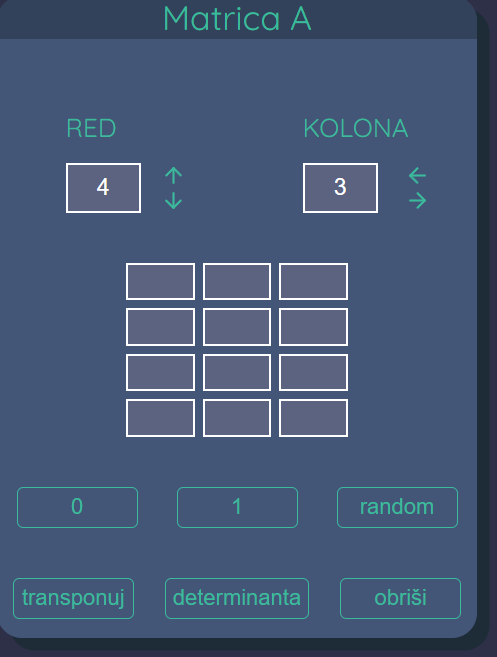 Matrica A
RED KOLONA
4 ↑ ↓ 3 ← →
0 1 random
transponuj determinanta obriši